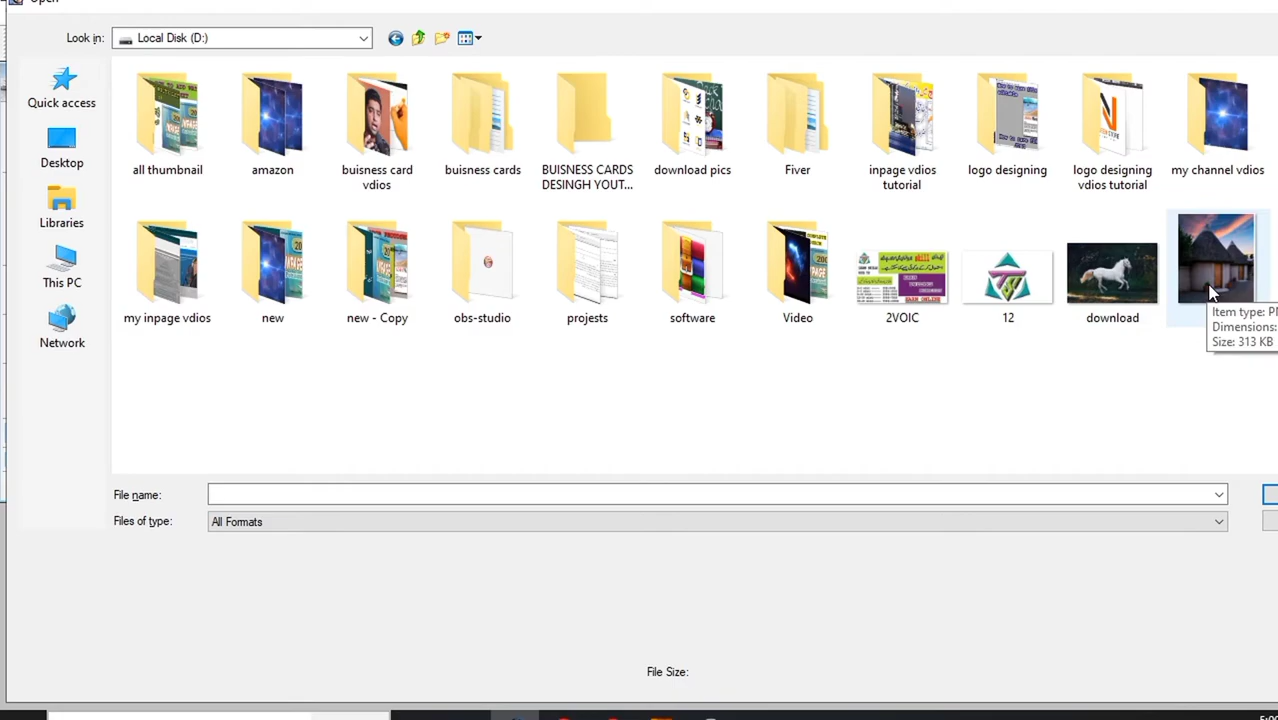 Open
Look in:
Local Disk (D:)
Quick access
Desktop
Libraries
This PC
Network
all thumbnail
amazon
buisness card
vdios
buisness cards
BUISNESS CARDS
DESINGH YOUT...
download pics
Fiver
inpage vdios
tutorial
logo designing
logo designing
vdios tutorial
my channel vdios
my inpage vdios
new
new - Copy
obs-studio
projests
software
Video
2VOIC
12
download
Item type: P
Dimensions:
Size: 313 KB
File name:
Files of type:
All Formats
File Size: